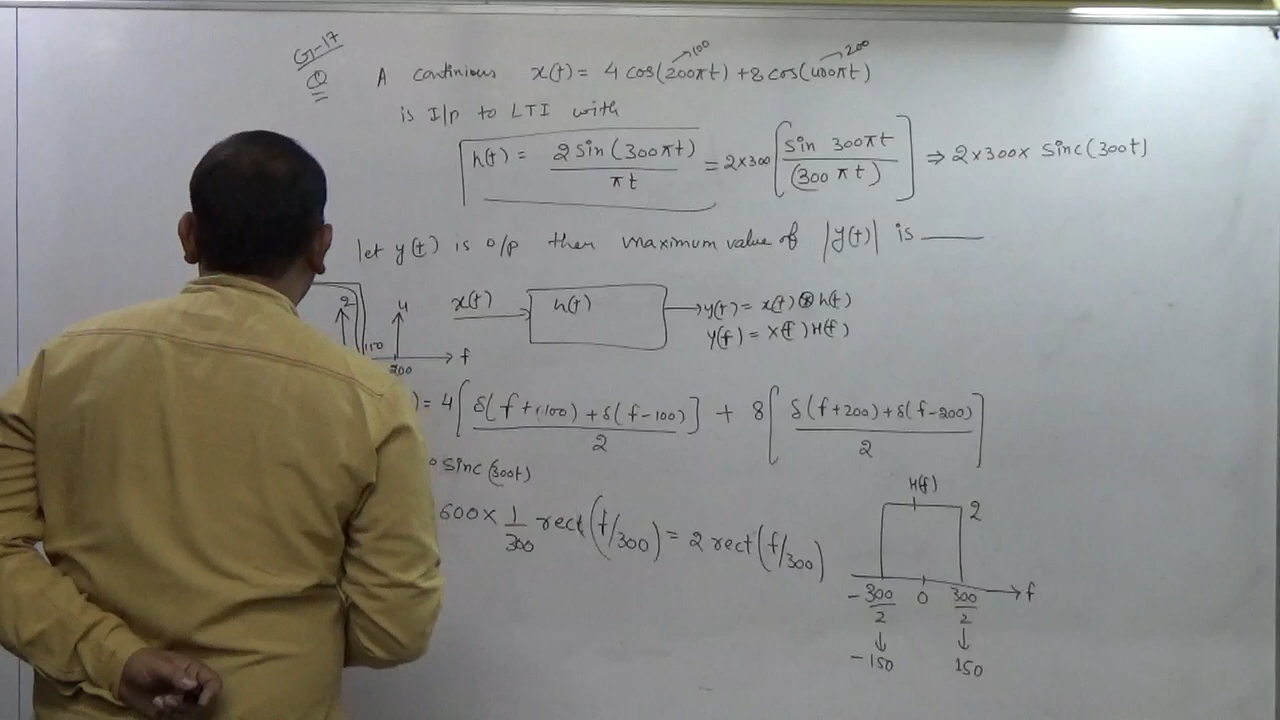 G-17
Q A continious x(t) = 4 cos(200πt) + 8 cos(400πt)
100
200
is I/p to LTI with
h(t) = 2 sin(300πt) / πt = 2×300 [sin 300πt / (300πt)] ⇒ 2×300× sinc(300t)
let y(t) is o/p then maximum value of |y(t)| is ____
2 4
150 200 f
x(t) h(t) y(t) = x(t) ⊛ h(t)
Y(f) = X(f) H(f)
) = 4 [δ(f+100) + δ(f-100) / 2] + 8 [δ(f+200) + δ(f-200) / 2]
0 sinc(300t)
600 × 1/300 rect(f/300) = 2 rect(f/300)
H(f)
2
-300/2 0 300/2 f
↓ ↓
-150 150